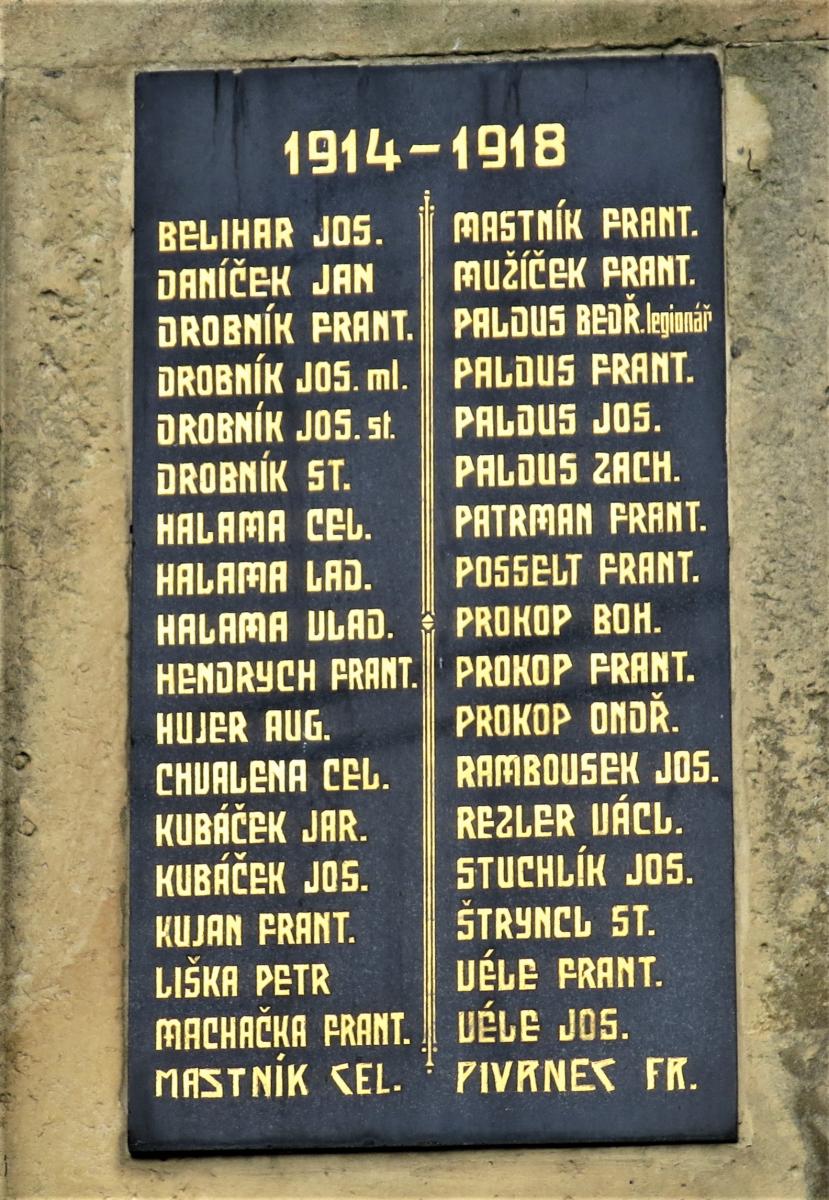 1914-1918
BELIHAR JOS.
DANÍČEK JAN
DROBNÍK FRANT.
DROBNÍK JOS. ml.
DROBNÍK JOS. st.
DROBNÍK ST.
HALAMA CEL.
HALAMA LAD.
HALAMA VLAD.
HENDRYCH FRANT.
HUJER AUG.
CHVALENA CEL.
KUBÁČEK JAR.
KUBÁČEK JOS.
KUJAN FRANT.
LIŠKA PETR
MACHAČKA FRANT.
MASTNÍK CEL.
MASTNÍK FRANT.
MUŽÍČEK FRANT.
PALDUS BEDŘ. legionář
PALDUS FRANT.
PALDUS JOS.
PALDUS ZACH.
PATRMAN FRANT.
POSSELT FRANT.
PROKOP BOH.
PROKOP FRANT.
PROKOP ONDŘ.
RAMBOUSEK JOS.
REZLER VÁCL.
STUCHLÍK JOS.
ŠTRYNCL ST.
VÉLE FRANT.
VÉLE JOS.
PIVRNEC FR.